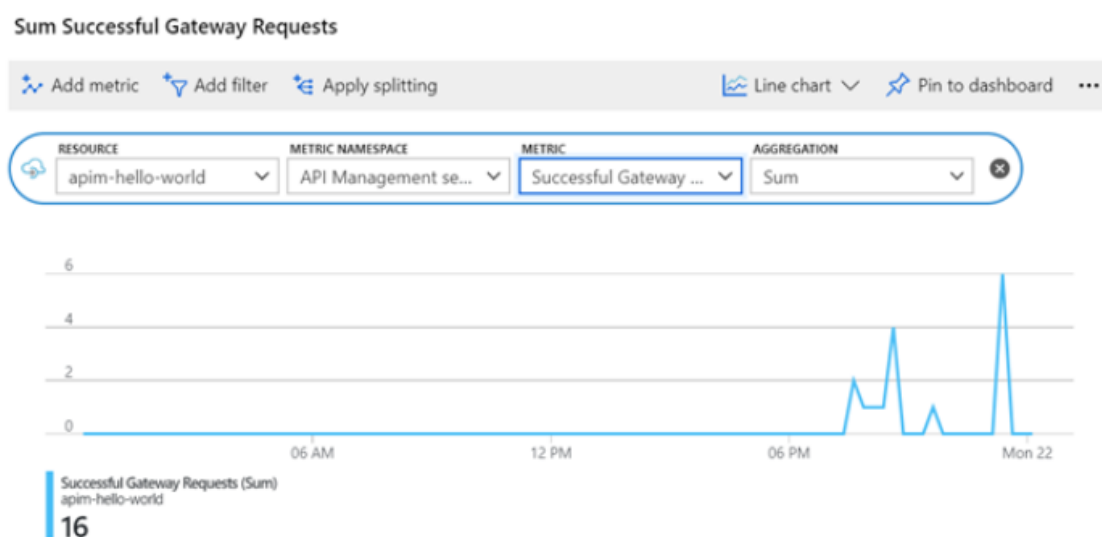 Sum Successful Gateway Requests
Add metric Add filter Apply splitting Line chart Pin to dashboard ...
RESOURCE METRIC NAMESPACE METRIC AGGREGATION
apim-hello-world API Management se... Successful Gateway ... Sum
6
4
2
0
06 AM 12 PM 06 PM Mon 22
Successful Gateway Requests (Sum)
apim-hello-world
16